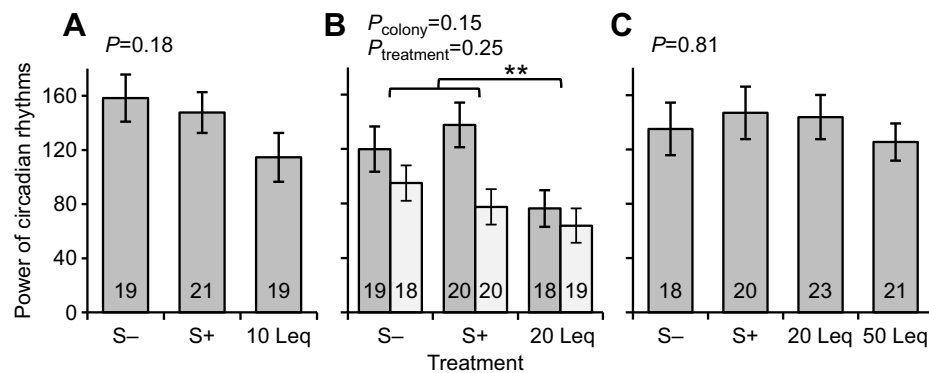 A
P=0.18
B
Pcolony=0.15
Ptreatment=0.25
C
P=0.81
**
Power of circadian rhythms
160
120
80
40
0
19
21
19
19
18
20
20
18
19
18
20
23
21
S–
S+
10 Leq
S–
S+
20 Leq
S–
S+
20 Leq
50 Leq
Treatment